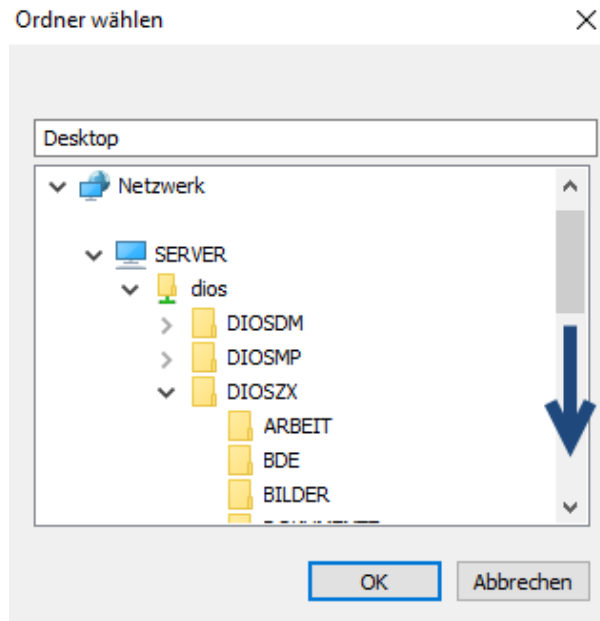 Ordner wählen
Desktop
Netzwerk
SERVER
dios
DIOSDM
DIOSMP
DIOSZX
ARBEIT
BDE
BILDER
OK Abbrechen